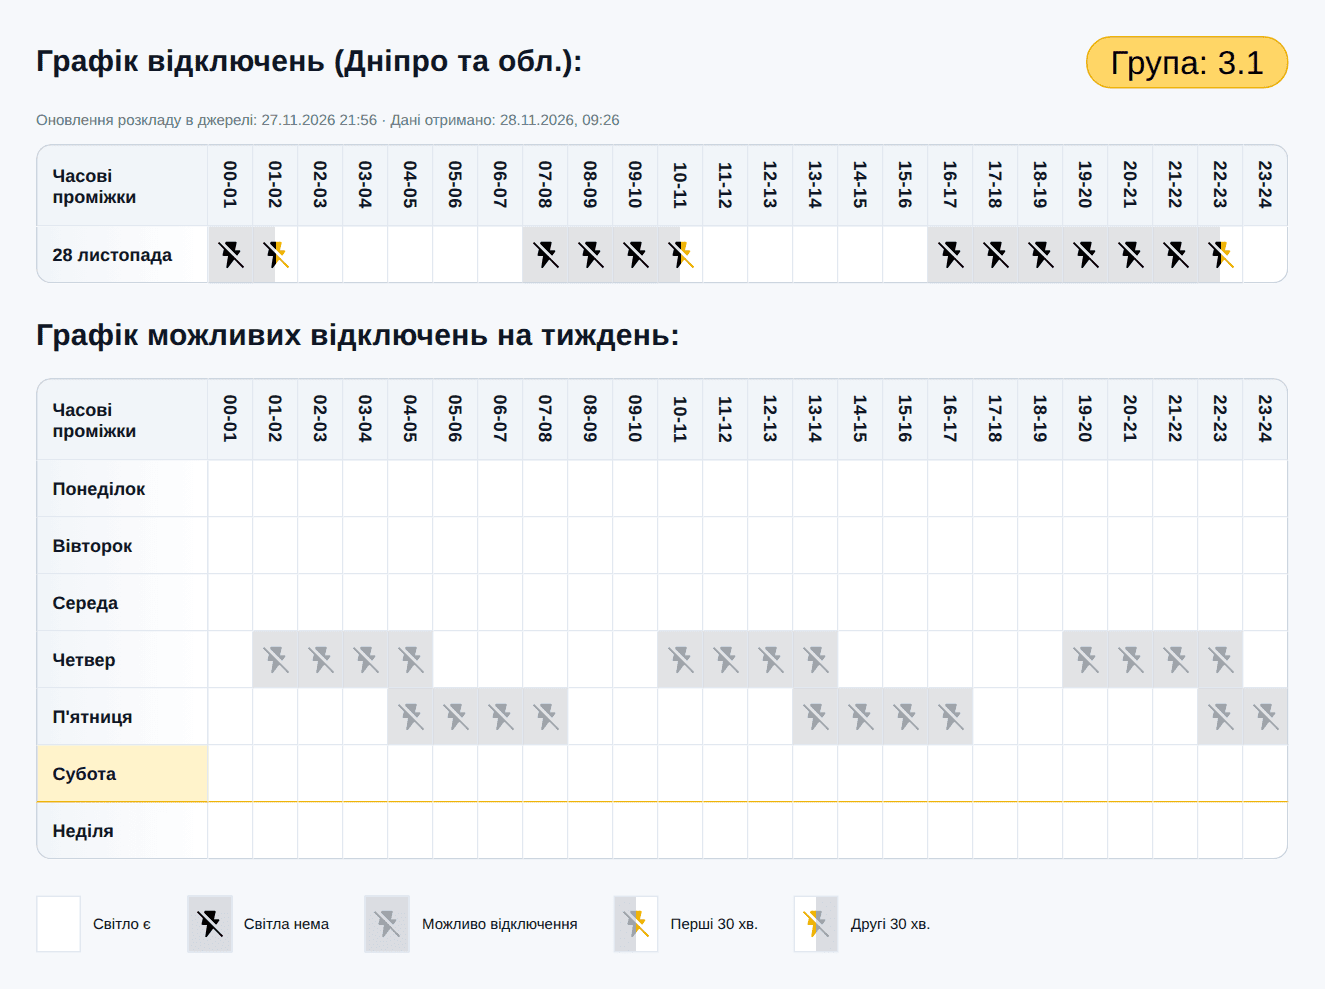 Графік відключень (Дніпро та обл.):
Група: 3.1
Оновлення розкладу в джерелі: 27.11.2026 21:56 · Дані отримано: 28.11.2026, 09:26
Часові проміжки 00-01 01-02 02-03 03-04 04-05 05-06 06-07 07-08 08-09 09-10 10-11 11-12 12-13 13-14 14-15 15-16 16-17 17-18 18-19 19-20 20-21 21-22 22-23 23-24
28 листопада
Графік можливих відключень на тиждень:
Часові проміжки 00-01 01-02 02-03 03-04 04-05 05-06 06-07 07-08 08-09 09-10 10-11 11-12 12-13 13-14 14-15 15-16 16-17 17-18 18-19 19-20 20-21 21-22 22-23 23-24
Понеділок
Вівторок
Середа
Четвер
П'ятниця
Субота
Неділя
Світло є Світла нема Можливо відключення Перші 30 хв. Другі 30 хв.